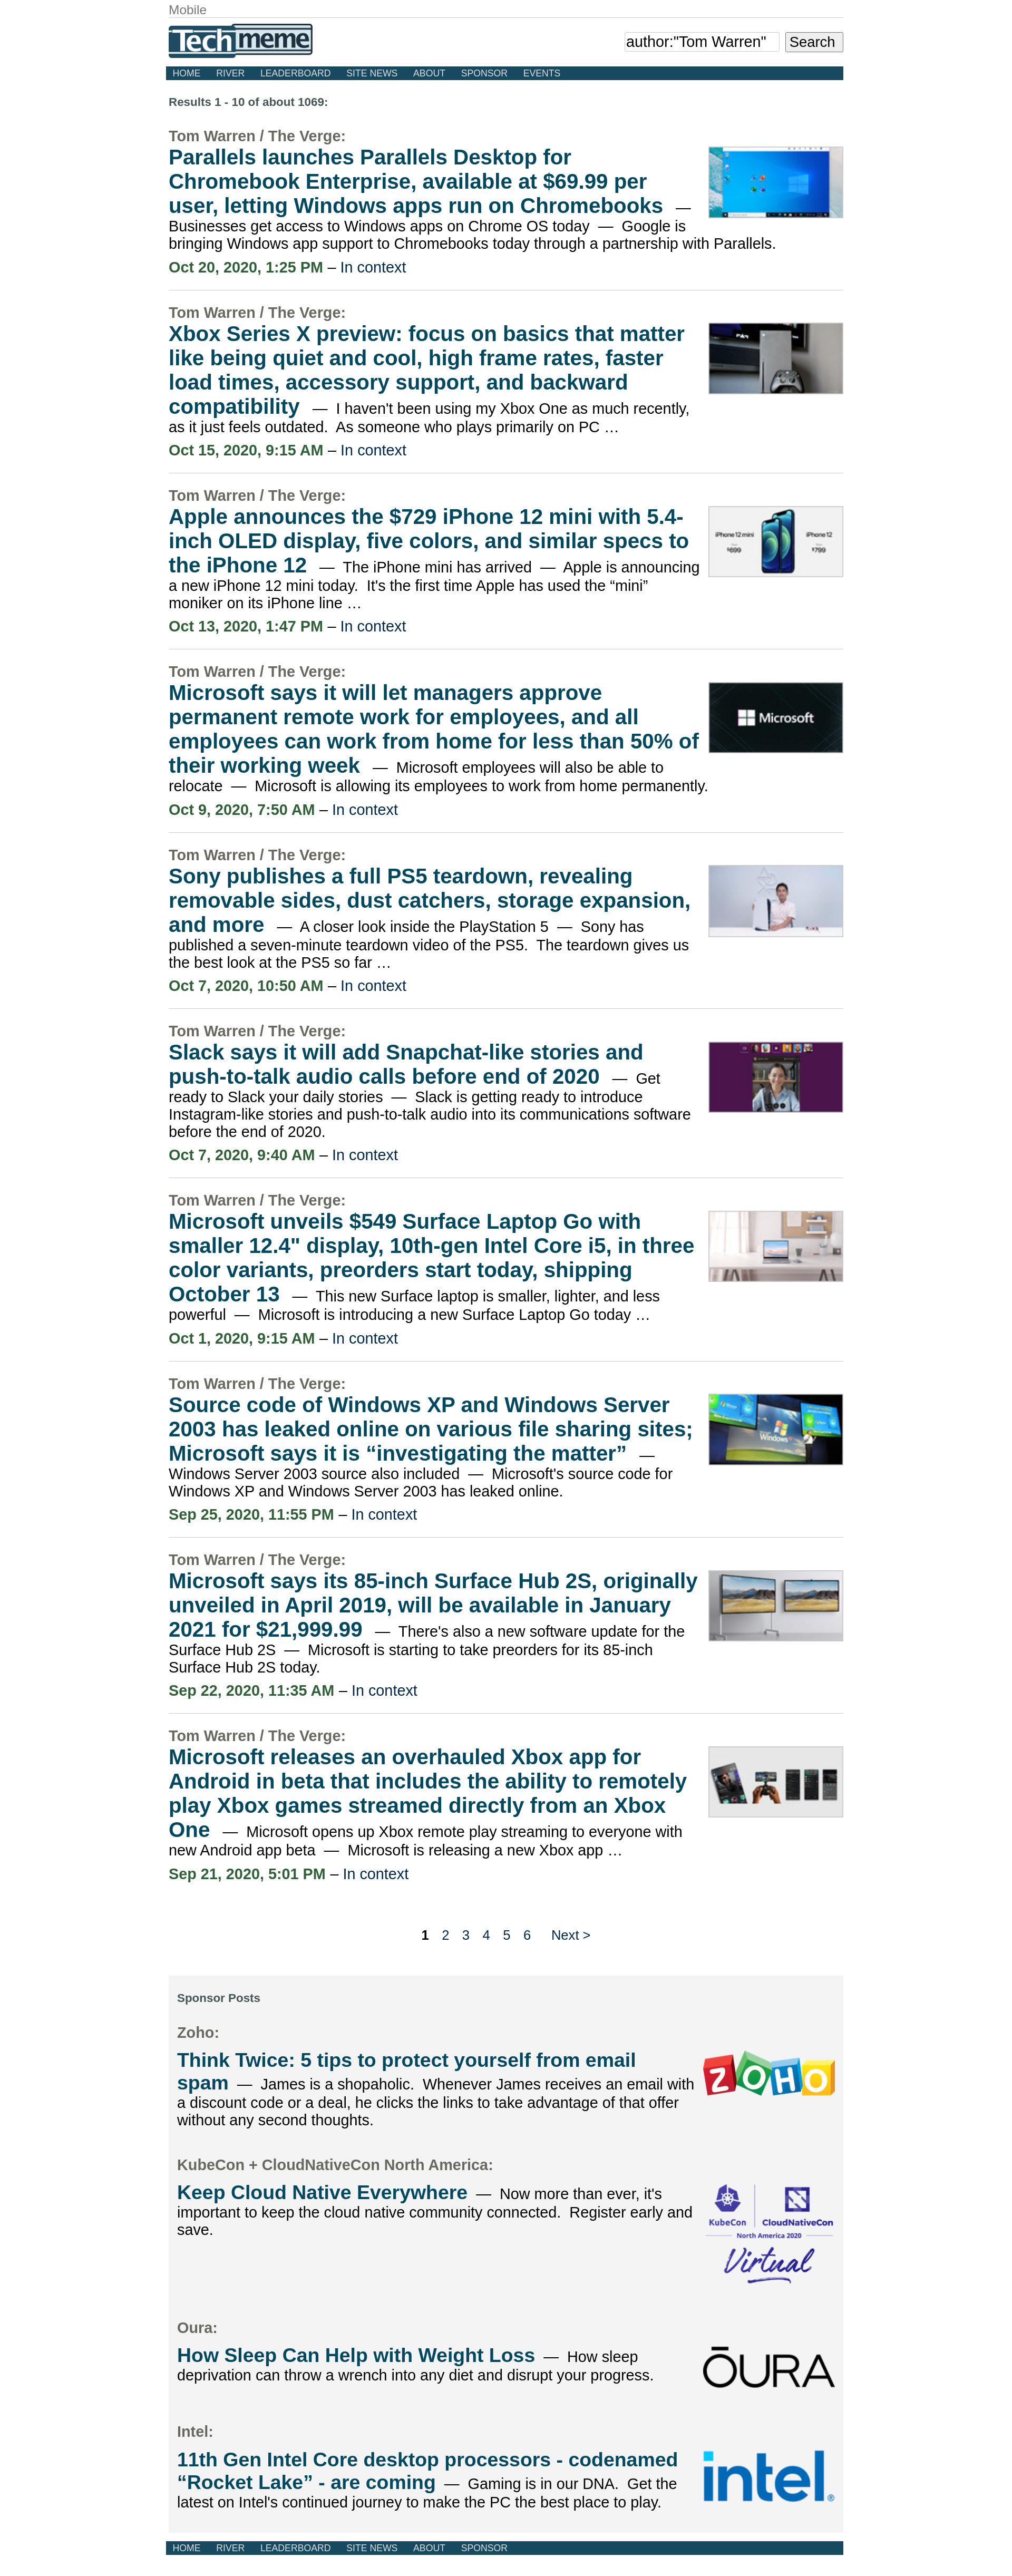 Mobile
Techmeme
author:"Tom Warren"
Search
HOME RIVER LEADERBOARD SITE NEWS ABOUT SPONSOR EVENTS
Results 1 - 10 of about 1069:
Tom Warren / The Verge:
Parallels launches Parallels Desktop for
Chromebook Enterprise, available at $69.99 per
user, letting Windows apps run on Chromebooks —
Businesses get access to Windows apps on Chrome OS today — Google is
bringing Windows app support to Chromebooks today through a partnership with Parallels.
Oct 20, 2020, 1:25 PM – In context
Tom Warren / The Verge:
Xbox Series X preview: focus on basics that matter
like being quiet and cool, high frame rates, faster
load times, accessory support, and backward
compatibility — I haven't been using my Xbox One as much recently,
as it just feels outdated. As someone who plays primarily on PC …
Oct 15, 2020, 9:15 AM – In context
Tom Warren / The Verge:
Apple announces the $729 iPhone 12 mini with 5.4-
inch OLED display, five colors, and similar specs to
the iPhone 12 — The iPhone mini has arrived — Apple is announcing
a new iPhone 12 mini today. It's the first time Apple has used the “mini”
moniker on its iPhone line …
iPhone 12 mini
$699
iPhone 12
$799
Oct 13, 2020, 1:47 PM – In context
Tom Warren / The Verge:
Microsoft says it will let managers approve
permanent remote work for employees, and all
employees can work from home for less than 50% of
their working week — Microsoft employees will also be able to
relocate — Microsoft is allowing its employees to work from home permanently.
Microsoft
Oct 9, 2020, 7:50 AM – In context
Tom Warren / The Verge:
Sony publishes a full PS5 teardown, revealing
removable sides, dust catchers, storage expansion,
and more — A closer look inside the PlayStation 5 — Sony has
published a seven-minute teardown video of the PS5. The teardown gives us
the best look at the PS5 so far …
Oct 7, 2020, 10:50 AM – In context
Tom Warren / The Verge:
Slack says it will add Snapchat-like stories and
push-to-talk audio calls before end of 2020 — Get
ready to Slack your daily stories — Slack is getting ready to introduce
Instagram-like stories and push-to-talk audio into its communications software
before the end of 2020.
Oct 7, 2020, 9:40 AM – In context
Tom Warren / The Verge:
Microsoft unveils $549 Surface Laptop Go with
smaller 12.4" display, 10th-gen Intel Core i5, in three
color variants, preorders start today, shipping
October 13 — This new Surface laptop is smaller, lighter, and less
powerful — Microsoft is introducing a new Surface Laptop Go today …
Oct 1, 2020, 9:15 AM – In context
Tom Warren / The Verge:
Source code of Windows XP and Windows Server
2003 has leaked online on various file sharing sites;
Microsoft says it is “investigating the matter” —
Windows Server 2003 source also included — Microsoft's source code for
Windows XP and Windows Server 2003 has leaked online.
Windows
Sep 25, 2020, 11:55 PM – In context
Tom Warren / The Verge:
Microsoft says its 85-inch Surface Hub 2S, originally
unveiled in April 2019, will be available in January
2021 for $21,999.99 — There's also a new software update for the
Surface Hub 2S — Microsoft is starting to take preorders for its 85-inch
Surface Hub 2S today.
Sep 22, 2020, 11:35 AM – In context
Tom Warren / The Verge:
Microsoft releases an overhauled Xbox app for
Android in beta that includes the ability to remotely
play Xbox games streamed directly from an Xbox
One — Microsoft opens up Xbox remote play streaming to everyone with
new Android app beta — Microsoft is releasing a new Xbox app …
Sep 21, 2020, 5:01 PM – In context
1 2 3 4 5 6 Next >
Sponsor Posts
Zoho:
Think Twice: 5 tips to protect yourself from email
spam — James is a shopaholic. Whenever James receives an email with
a discount code or a deal, he clicks the links to take advantage of that offer
without any second thoughts.
ZOHO
KubeCon + CloudNativeCon North America:
Keep Cloud Native Everywhere — Now more than ever, it's
important to keep the cloud native community connected. Register early and
save.
KubeCon CloudNativeCon
North America 2020
Virtual
Oura:
How Sleep Can Help with Weight Loss — How sleep
deprivation can throw a wrench into any diet and disrupt your progress.
ŌURA
Intel:
11th Gen Intel Core desktop processors - codenamed
“Rocket Lake” - are coming — Gaming is in our DNA. Get the
latest on Intel's continued journey to make the PC the best place to play.
intel®
HOME RIVER LEADERBOARD SITE NEWS ABOUT SPONSOR